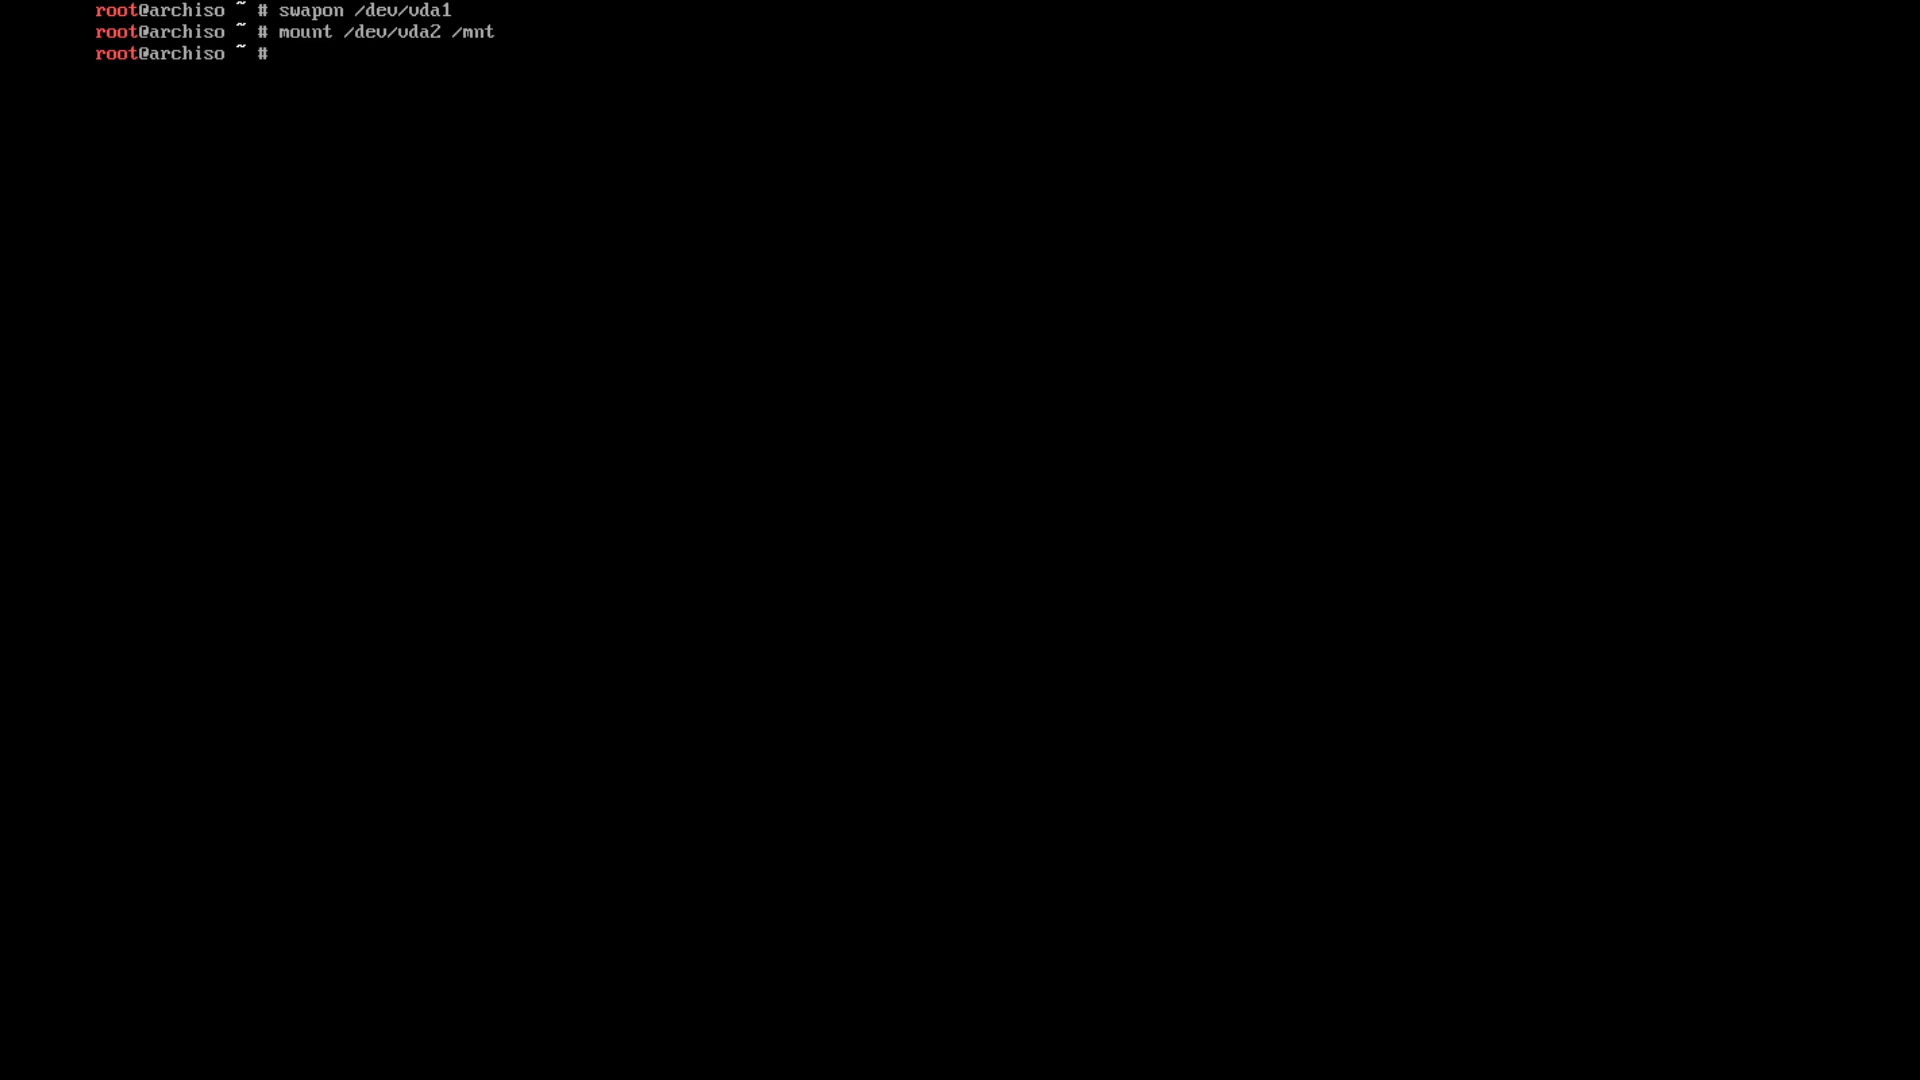 root@archiso ~ # swapon /dev/vda1
root@archiso ~ # mount /dev/vda2 /mnt
root@archiso ~ #